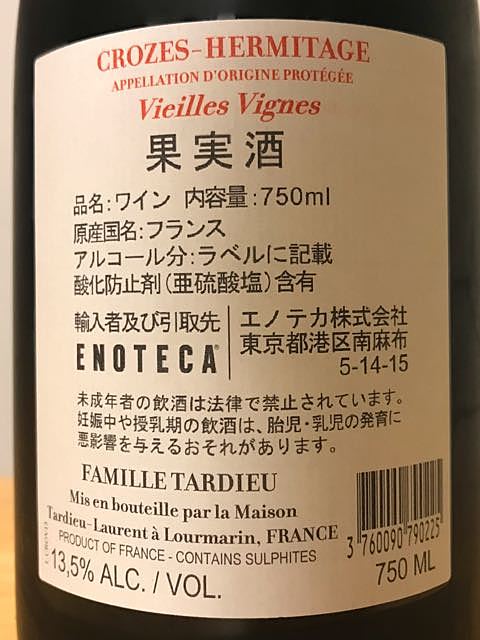 CROZES-HERMITAGE
APPELLATION D'ORIGINE PROTÉGÉE
Vieilles Vignes
果実酒
品名:ワイン 内容量:750ml
原産国名:フランス
アルコール分:ラベルに記載
酸化防止剤(亜硫酸塩)含有
輸入者及び引取先
ENOTECA
エノテカ株式会社
東京都港区南麻布
5-14-15
未成年者の飲酒は法律で禁止されています。
妊娠中や授乳期の飲酒は、胎児・乳児の発育に
悪影響を与えるおそれがあります。
FAMILLE TARDIEU
Mis en bouteille par la Maison
Tardieu-Laurent à Lourmarin, FRANCE
PRODUCT OF FRANCE - CONTAINS SULPHITES
13,5% ALC. / VOL.
3 760090 790225
750 ML